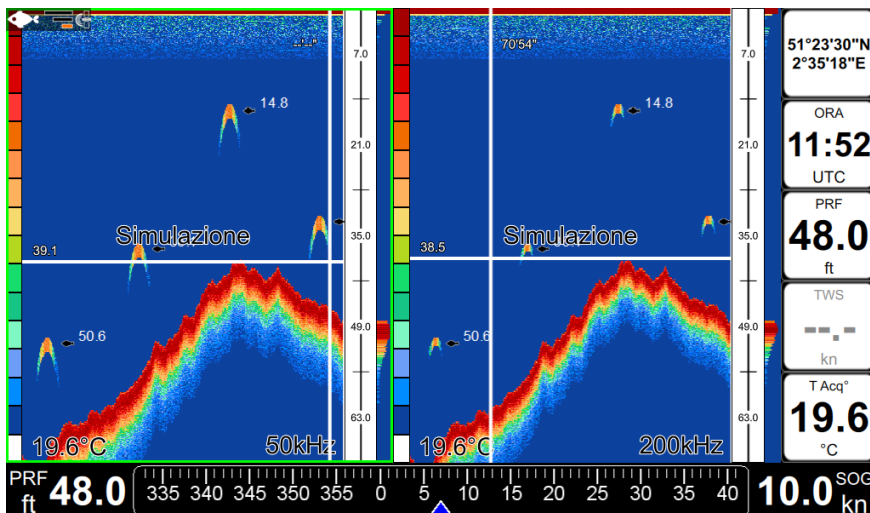 --'--"
7.0
14.8
21.0
35.0
Simulazione
39.1
49.0
50.6
63.0
19.6°C
50kHz
70'54"
7.0
14.8
21.0
35.0
Simulazione
38.5
49.0
50.6
63.0
19.6°C
200kHz
51°23'30"N
2°35'18"E
ORA
11:52
UTC
PRF
48.0
ft
TWS
--.-
kn
T Acq°
19.6
°C
PRF
ft
48.0
335 340 345 350 355 0 5 10 15 20 25 30 35 40
10.0
SOG
kn